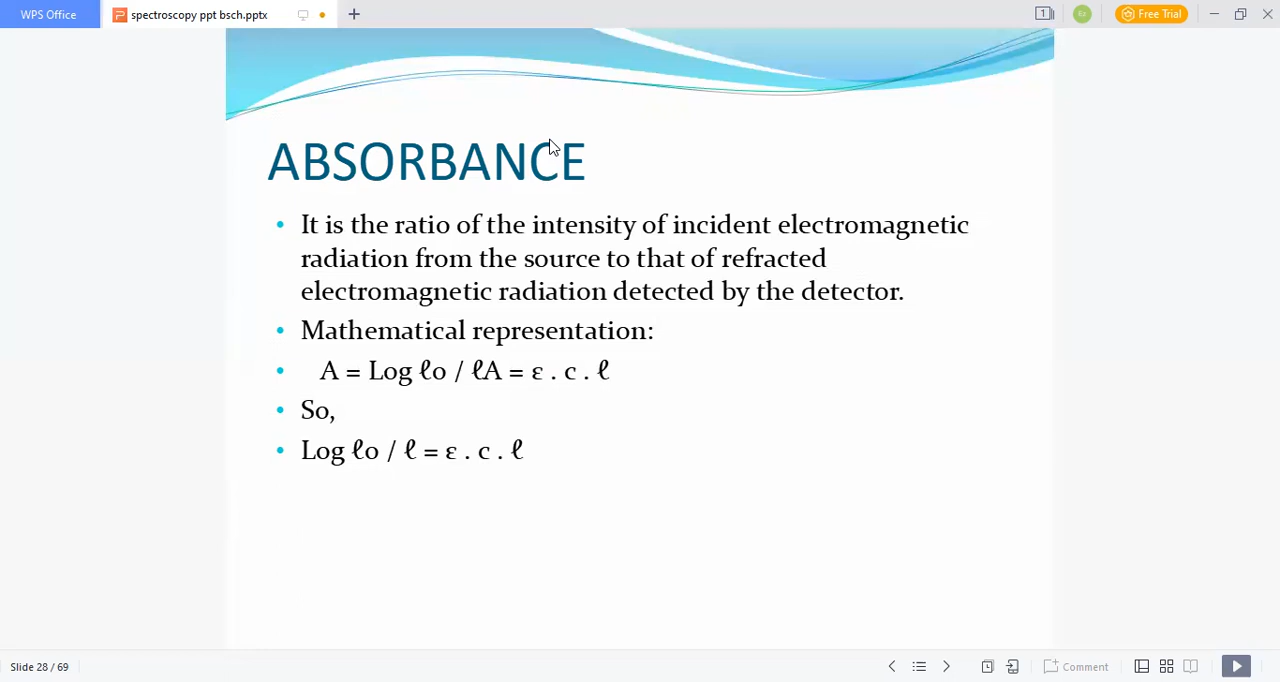 WPS Office
spectroscopy ppt bsch.pptx
1
Free Trial
ABSORBANCE
• It is the ratio of the intensity of incident electromagnetic
radiation from the source to that of refracted
electromagnetic radiation detected by the detector.
• Mathematical representation:
• A = Log ℓo / ℓA = ε . c . ℓ
• So,
• Log ℓo / ℓ = ε . c . ℓ
Slide 28 / 69
Comment